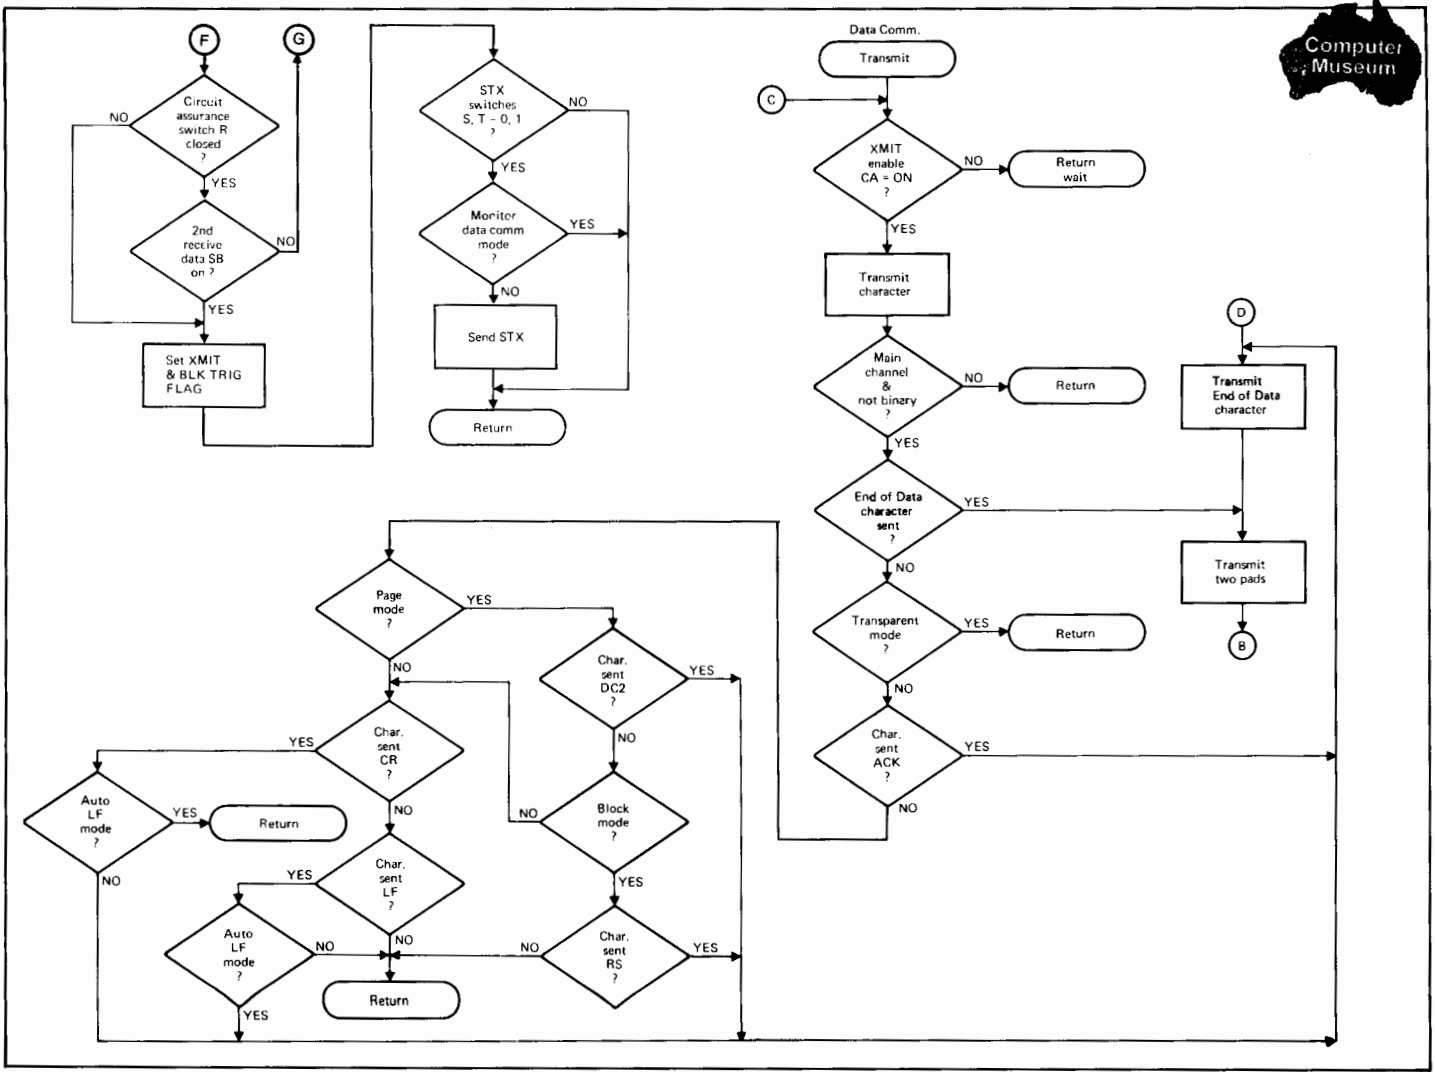 F
G
Circuit
assurance
switch R
closed
?
NO
YES
2nd
receive
data SB
on ?
NO
YES
Set XMIT
& BLK TRIG
FLAG
STX
switches
S, T – 0, 1
?
NO
YES
Monitor
data comm
mode
?
YES
NO
Send STX
Return
Data Comm.
Transmit
C
XMIT
enable
CA = ON
?
NO
Return
wait
YES
Transmit
character
Main
channel
&
not binary
?
NO
Return
YES
End of Data
character
sent
?
YES
NO
Transparent
mode
?
YES
Return
NO
Char.
sent
ACK
?
YES
NO
Computer
Museum
D
Transmit
End of Data
character
Transmit
two pads
B
Page
mode
?
YES
NO
Char.
sent
DC2
?
YES
NO
Char.
sent
CR
?
YES
NO
Auto
LF
mode
?
YES
Return
NO
Block
mode
?
NO
YES
Char.
sent
LF
?
YES
NO
Auto
LF
mode
?
NO
YES
Char.
sent
RS
?
NO
YES
Return